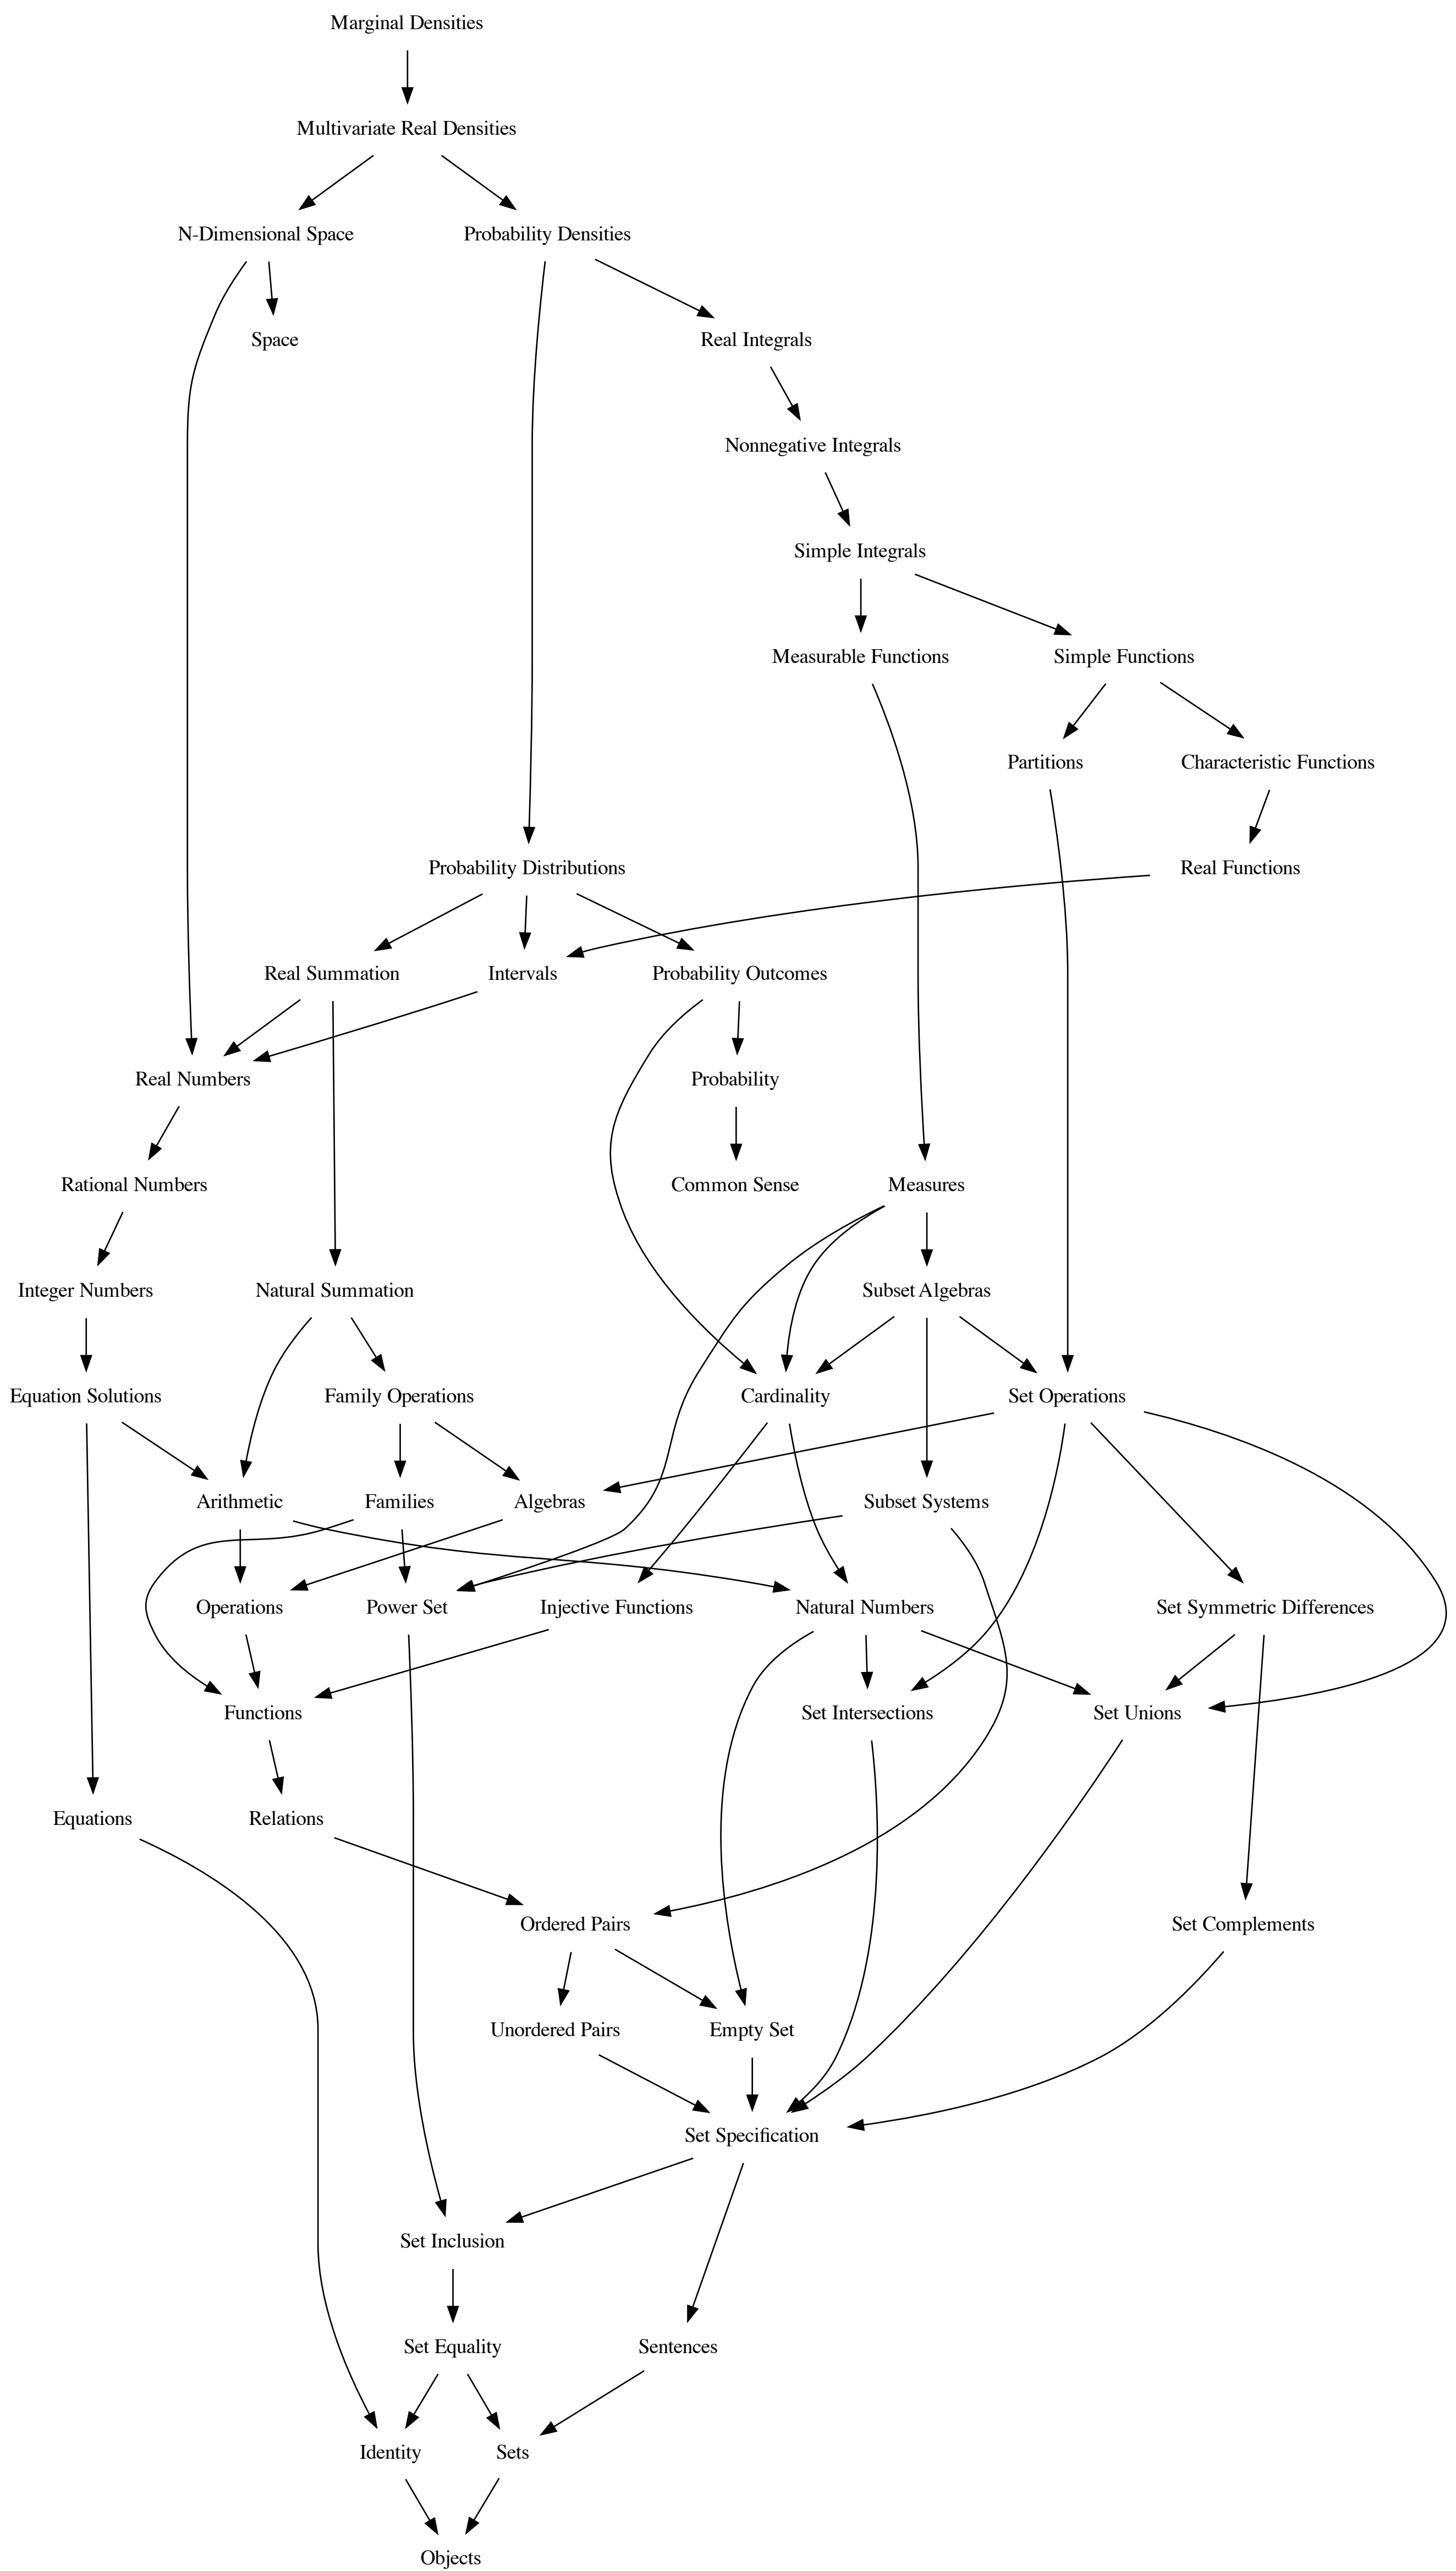 Marginal Densities
Multivariate Real Densities
N-Dimensional Space
Probability Densities
Space
Real Integrals
Nonnegative Integrals
Simple Integrals
Measurable Functions
Simple Functions
Partitions
Characteristic Functions
Probability Distributions
Real Functions
Real Summation
Intervals
Probability Outcomes
Real Numbers
Probability
Rational Numbers
Common Sense
Measures
Integer Numbers
Natural Summation
Subset Algebras
Equation Solutions
Family Operations
Cardinality
Set Operations
Arithmetic
Families
Algebras
Subset Systems
Operations
Power Set
Injective Functions
Natural Numbers
Set Symmetric Differences
Functions
Set Intersections
Set Unions
Equations
Relations
Ordered Pairs
Set Complements
Unordered Pairs
Empty Set
Set Specification
Set Inclusion
Set Equality
Sentences
Identity
Sets
Objects